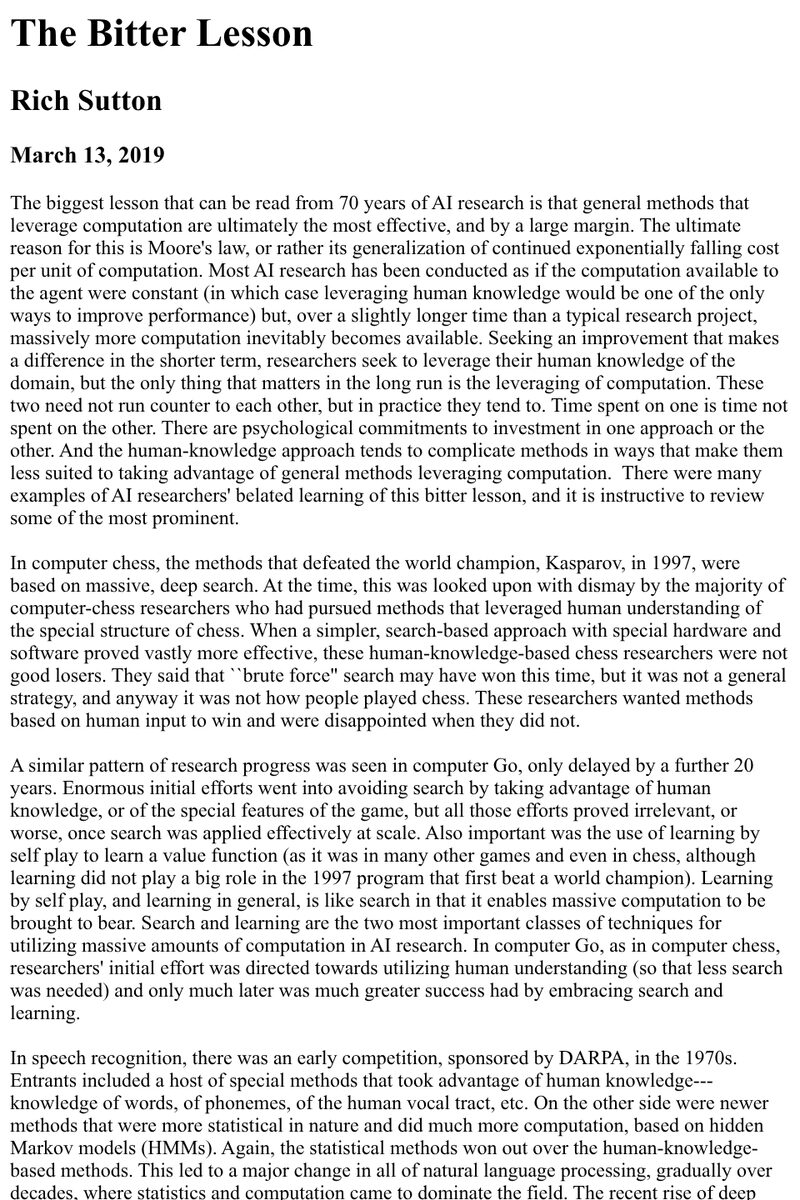 The Bitter Lesson
Rich Sutton
March 13, 2019
The biggest lesson that can be read from 70 years of AI research is that general methods that
leverage computation are ultimately the most effective, and by a large margin. The ultimate
reason for this is Moore's law, or rather its generalization of continued exponentially falling cost
per unit of computation. Most AI research has been conducted as if the computation available to
the agent were constant (in which case leveraging human knowledge would be one of the only
ways to improve performance) but, over a slightly longer time than a typical research project,
massively more computation inevitably becomes available. Seeking an improvement that makes
a difference in the shorter term, researchers seek to leverage their human knowledge of the
domain, but the only thing that matters in the long run is the leveraging of computation. These
two need not run counter to each other, but in practice they tend to. Time spent on one is time not
spent on the other. There are psychological commitments to investment in one approach or the
other. And the human-knowledge approach tends to complicate methods in ways that make them
less suited to taking advantage of general methods leveraging computation.  There were many
examples of AI researchers' belated learning of this bitter lesson, and it is instructive to review
some of the most prominent.
In computer chess, the methods that defeated the world champion, Kasparov, in 1997, were
based on massive, deep search. At the time, this was looked upon with dismay by the majority of
computer-chess researchers who had pursued methods that leveraged human understanding of
the special structure of chess. When a simpler, search-based approach with special hardware and
software proved vastly more effective, these human-knowledge-based chess researchers were not
good losers. They said that ``brute force" search may have won this time, but it was not a general
strategy, and anyway it was not how people played chess. These researchers wanted methods
based on human input to win and were disappointed when they did not.
A similar pattern of research progress was seen in computer Go, only delayed by a further 20
years. Enormous initial efforts went into avoiding search by taking advantage of human
knowledge, or of the special features of the game, but all those efforts proved irrelevant, or
worse, once search was applied effectively at scale. Also important was the use of learning by
self play to learn a value function (as it was in many other games and even in chess, although
learning did not play a big role in the 1997 program that first beat a world champion). Learning
by self play, and learning in general, is like search in that it enables massive computation to be
brought to bear. Search and learning are the two most important classes of techniques for
utilizing massive amounts of computation in AI research. In computer Go, as in computer chess,
researchers' initial effort was directed towards utilizing human understanding (so that less search
was needed) and only much later was much greater success had by embracing search and
learning.
In speech recognition, there was an early competition, sponsored by DARPA, in the 1970s.
Entrants included a host of special methods that took advantage of human knowledge---
knowledge of words, of phonemes, of the human vocal tract, etc. On the other side were newer
methods that were more statistical in nature and did much more computation, based on hidden
Markov models (HMMs). Again, the statistical methods won out over the human-knowledge-
based methods. This led to a major change in all of natural language processing, gradually over
decades, where statistics and computation came to dominate the field. The recent rise of deep